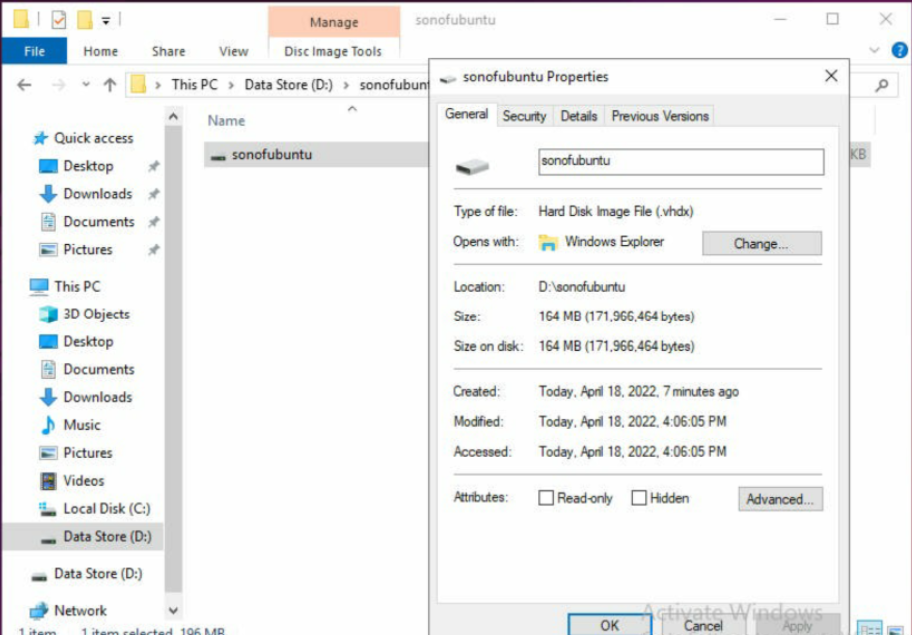 Manage
sonofubuntu
File
Home
Share
View
Disc Image Tools
This PC
Data Store (D:)
sonofubunt
Name
Quick access
Desktop
Downloads
Documents
Pictures
This PC
3D Objects
Desktop
Documents
Downloads
Music
Pictures
Videos
Local Disk (C:)
Data Store (D:)
Data Store (D:)
Network
1 item 1 item selected 196 MB
sonofubuntu
KB
sonofubuntu Properties
General Security Details Previous Versions
sonofubuntu
Type of file: Hard Disk Image File (.vhdx)
Opens with: Windows Explorer Change...
Location: D:\sonofubuntu
Size: 164 MB (171,966,464 bytes)
Size on disk: 164 MB (171,966,464 bytes)
Created: Today, April 18, 2022, 7 minutes ago
Modified: Today, April 18, 2022, 4:06:05 PM
Accessed: Today, April 18, 2022, 4:06:05 PM
Attributes: Read-only Hidden Advanced...
Activate Windows
OK Cancel Apply